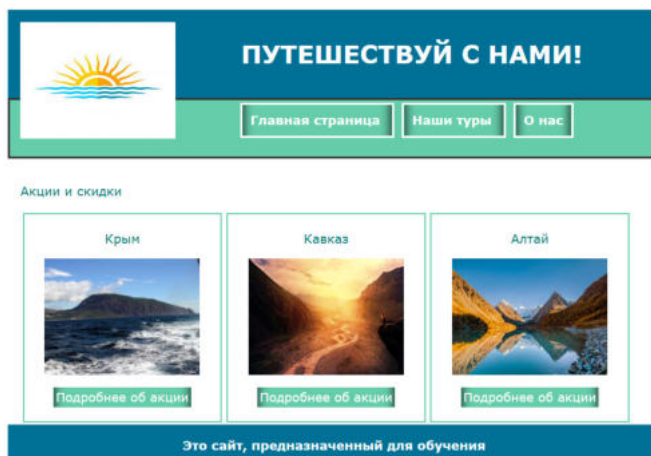 ПУТЕШЕСТВУЙ С НАМИ!
Главная страница Наши туры О нас
Акции и скидки
Крым Кавказ Алтай
Подробнее об акции Подробнее об акции Подробнее об акции
Это сайт, предназначенный для обучения